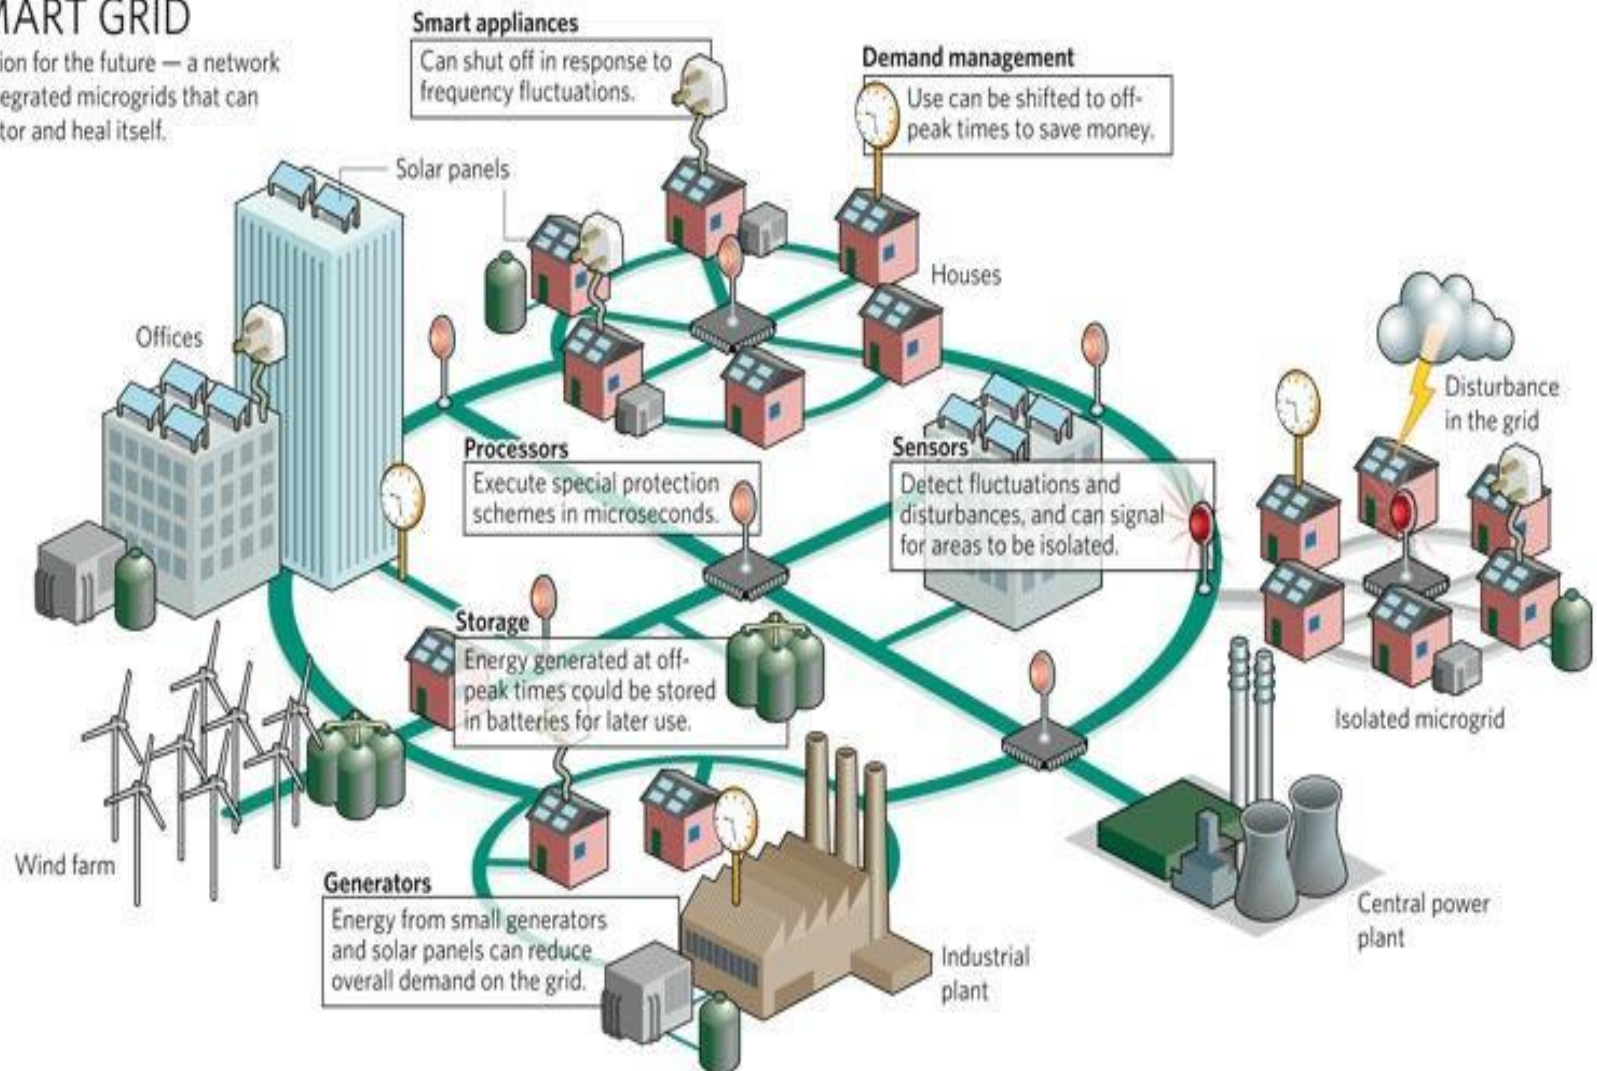 MART GRID
ion for the future — a network
egrated microgrids that can
tor and heal itself.
Smart appliances
Can shut off in response to
frequency fluctuations.
Demand management
Use can be shifted to off-
peak times to save money.
Solar panels
Houses
Offices
Disturbance
in the grid
Processors
Execute special protection
schemes in microseconds.
Sensors
Detect fluctuations and
disturbances, and can signal
for areas to be isolated.
Storage
Energy generated at off-
peak times could be stored
in batteries for later use.
Isolated microgrid
Wind farm
Generators
Energy from small generators
and solar panels can reduce
overall demand on the grid.
Central power
plant
Industrial
plant